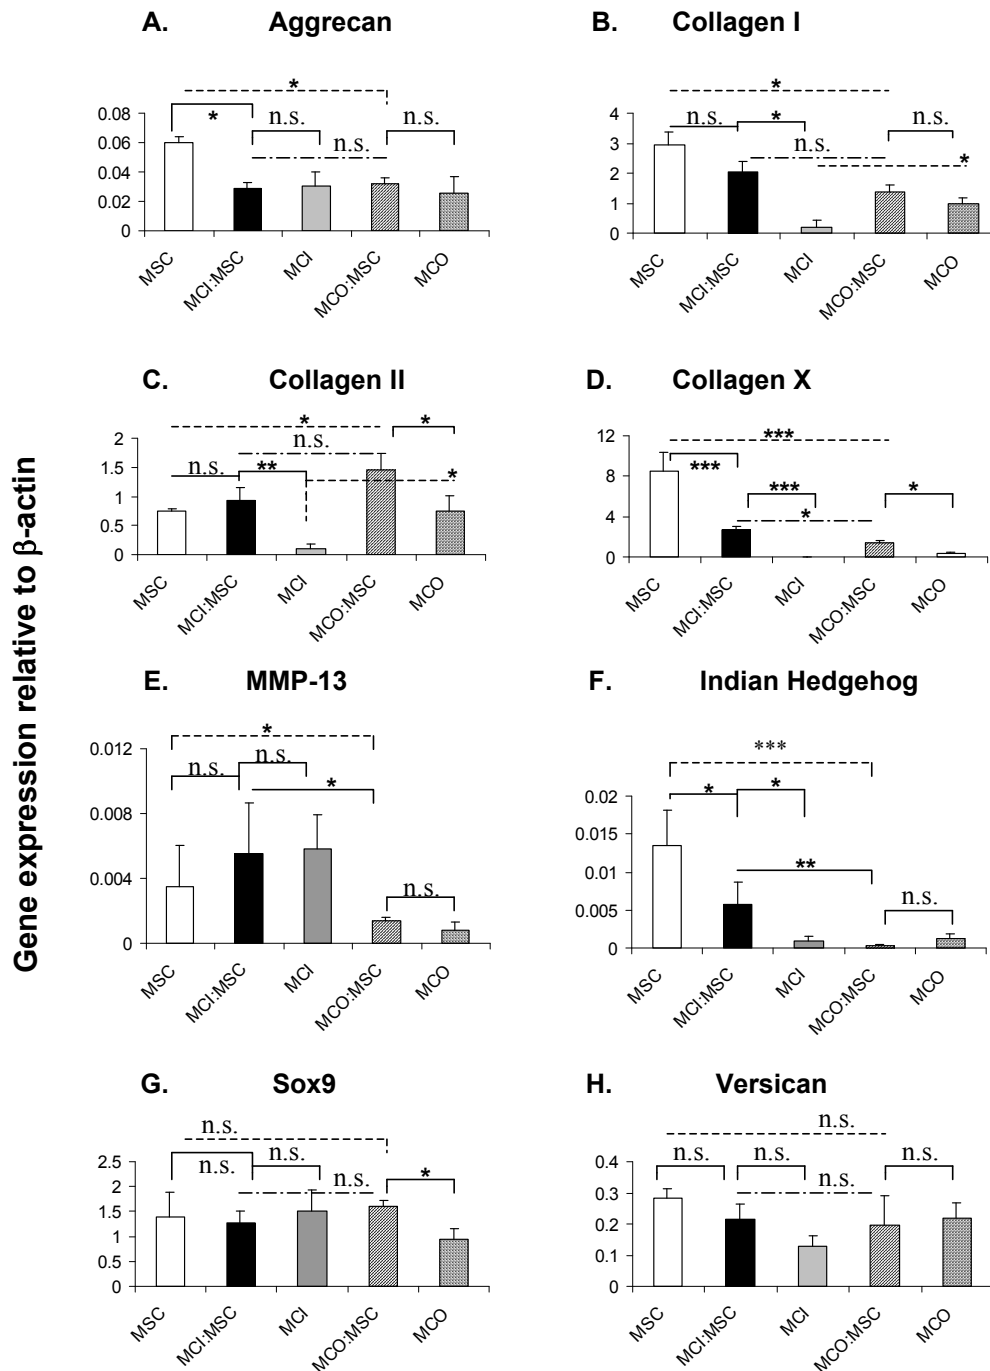 A. Aggrecan
*
*
n.s.
n.s.
n.s.
0.08
0.06
0.04
0.02
0
MSC
MCI:MSC
MCI
MCO:MSC
MCO
B. Collagen I
*
n.s.
*
n.s.
n.s.
*
4
3
2
1
0
MSC
MCI:MSC
MCI
MCO:MSC
MCO
Gene expression relative to β-actin
C. Collagen II
*
*
n.s.
n.s.
**
*
2
1.5
1
0.5
0
MSC
MCI:MSC
MCI
MCO:MSC
MCO
D. Collagen X
***
***
***
*
*
12
8
4
0
MSC
MCI:MSC
MCI
MCO:MSC
MCO
E. MMP-13
*
n.s.
n.s.
*
n.s.
0.012
0.008
0.004
0
MSC
MCI:MSC
MCI
MCO:MSC
MCO
F. Indian Hedgehog
***
*
*
**
n.s.
0.02
0.015
0.01
0.005
0
MSC
MCI:MSC
MCI
MCO:MSC
MCO
G. Sox9
n.s.
n.s.
n.s.
n.s.
*
2.5
2
1.5
1
0.5
0
MSC
MCI:MSC
MCI
MCO:MSC
MCO
H. Versican
n.s.
n.s.
n.s.
n.s.
n.s.
0.4
0.3
0.2
0.1
0
MSC
MCI:MSC
MCI
MCO:MSC
MCO